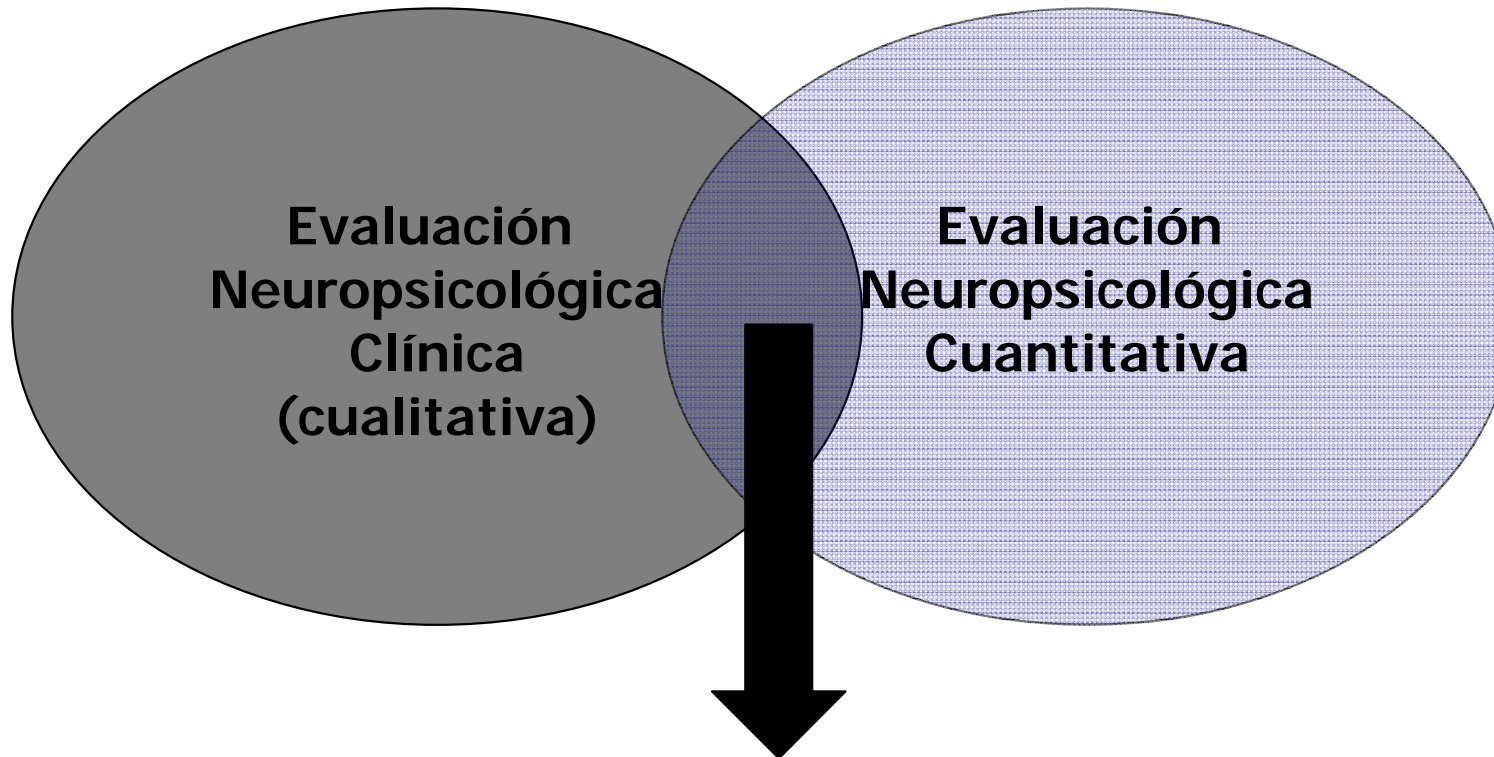 Evaluación
Neuropsicológica
Clínica
(cualitativa)
Evaluación
Neuropsicológica
Cuantitativa